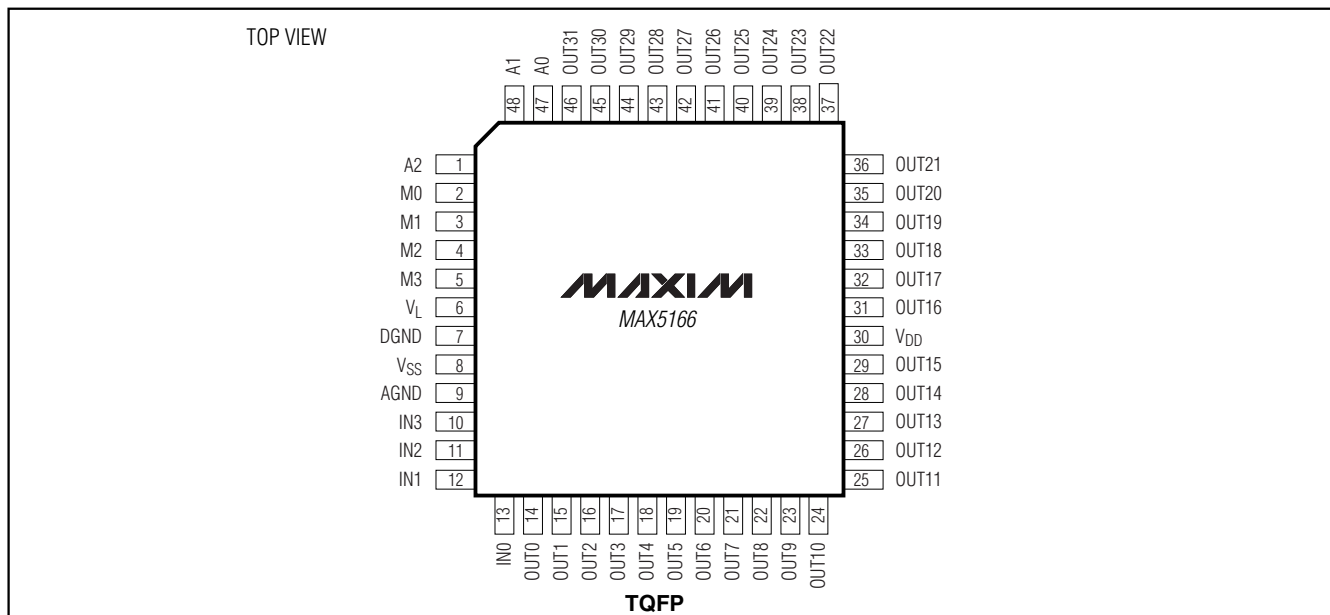 TOP VIEW
A1
A0
OUT31
OUT30
OUT29
OUT28
OUT27
OUT26
OUT25
OUT24
OUT23
OUT22
48
47
46
45
44
43
42
41
40
39
38
37
A2 1
M0 2
M1 3
M2 4
M3 5
VL 6
DGND 7
VSS 8
AGND 9
IN3 10
IN2 11
IN1 12
MAXIM
MAX5166
36 OUT21
35 OUT20
34 OUT19
33 OUT18
32 OUT17
31 OUT16
30 VDD
29 OUT15
28 OUT14
27 OUT13
26 OUT12
25 OUT11
13
14
15
16
17
18
19
20
21
22
23
24
IN0
OUT0
OUT1
OUT2
OUT3
OUT4
OUT5
OUT6
OUT7
OUT8
OUT9
OUT10
TQFP